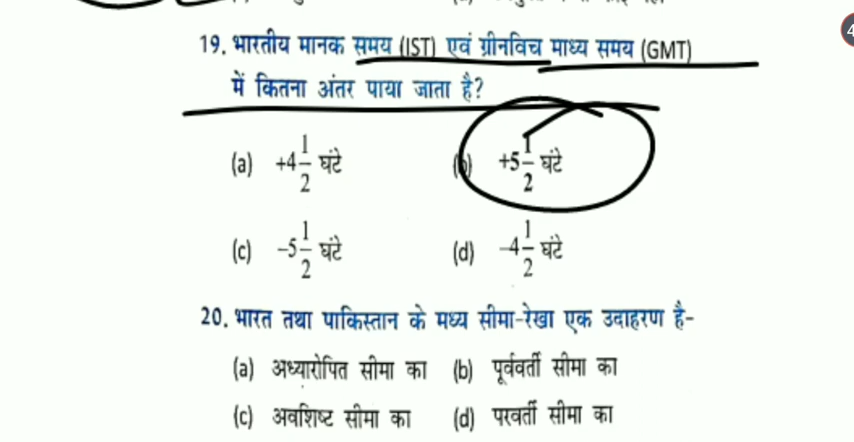 19. भारतीय मानक समय (IST) एवं ग्रीनविच माध्य समय (GMT)
में कितना अंतर पाया जाता है?
(a) +4 1/2 घंटे (b) +5 1/2 घंटे
(c) -5 1/2 घंटे (d) -4 1/2 घंटे
20. भारत तथा पाकिस्तान के मध्य सीमा-रेखा एक उदाहरण है-
(a) अध्यारोपित सीमा का (b) पूर्ववर्ती सीमा का
(c) अवशिष्ट सीमा का (d) परवर्ती सीमा का